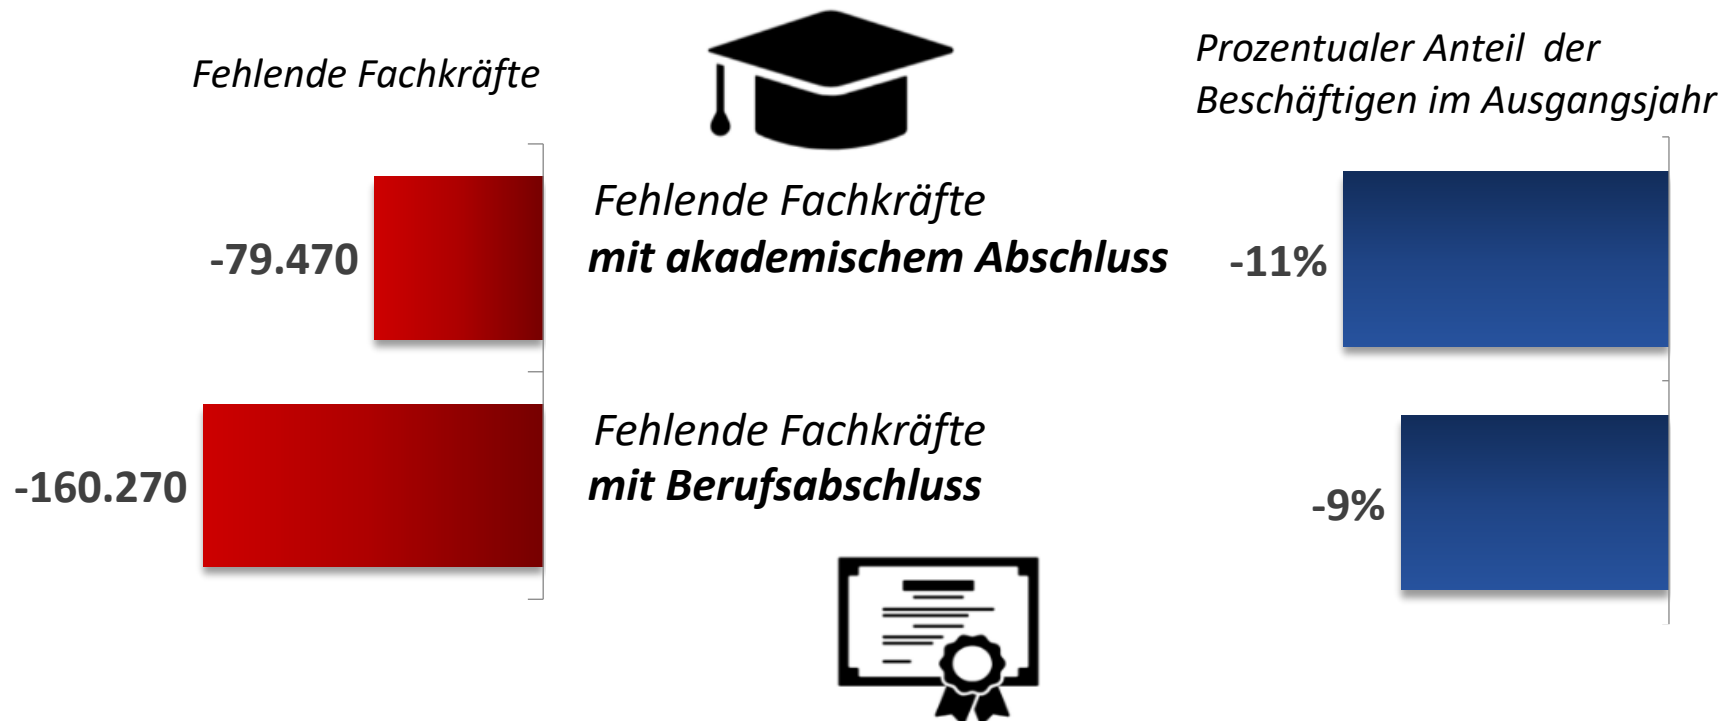 Fehlende Fachkräfte
Prozentualer Anteil der
Beschäftigen im Ausgangsjahr
-79.470
Fehlende Fachkräfte
mit akademischem Abschluss
-11%
-160.270
Fehlende Fachkräfte
mit Berufsabschluss
-9%